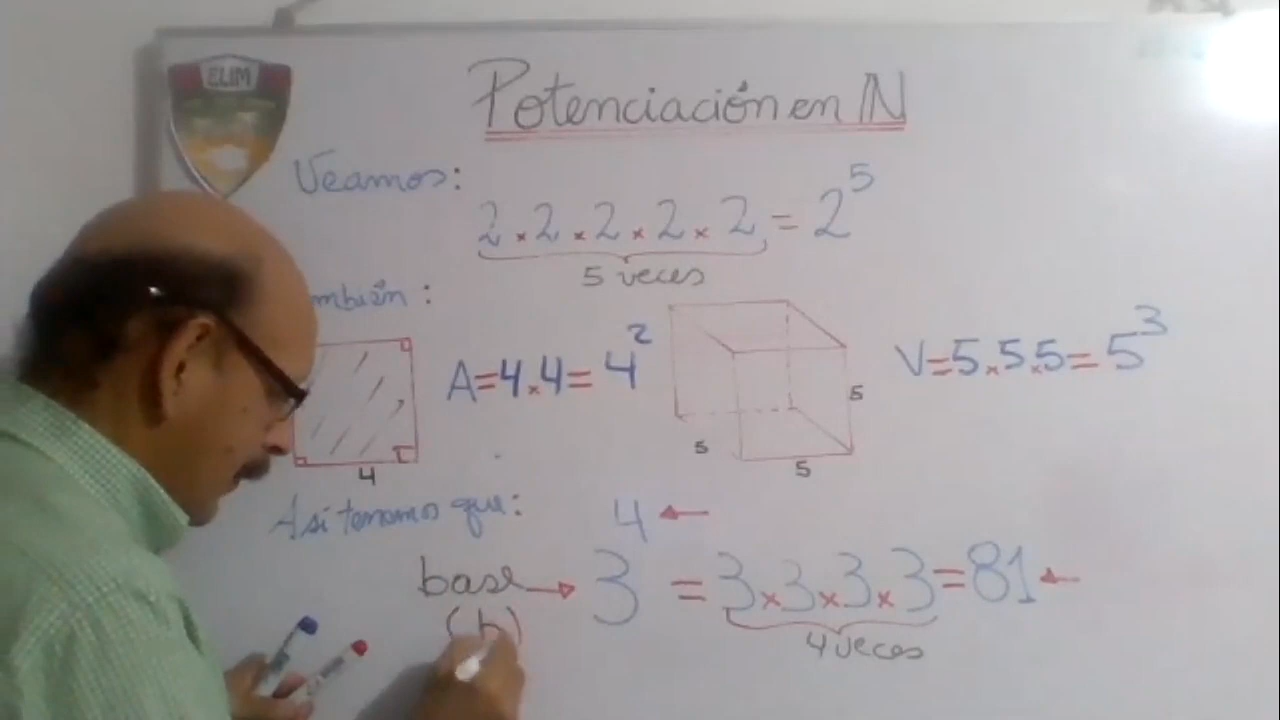 ELIM
Potenciación en ℕ
Veamos:
2 × 2 × 2 × 2 × 2 = 2⁵
5 veces
mbién:
A = 4 × 4 = 4²
4
V = 5 × 5 × 5 = 5³
5
5
5
Así tenemos que:
4 ←
base → 3 = 3 × 3 × 3 × 3 = 81 ←
(b)
4 veces